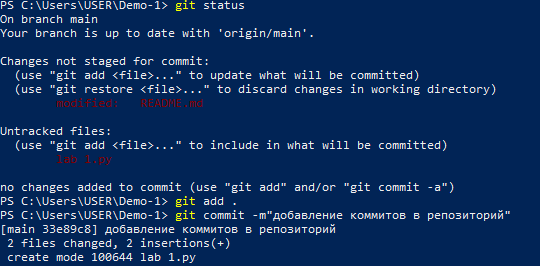 PS C:\Users\USER\Demo-1> git status
On branch main
Your branch is up to date with 'origin/main'.

Changes not staged for commit:
  (use "git add <file>..." to update what will be committed)
  (use "git restore <file>..." to discard changes in working directory)
        modified:   README.md

Untracked files:
  (use "git add <file>..." to include in what will be committed)
        lab 1.py

no changes added to commit (use "git add" and/or "git commit -a")
PS C:\Users\USER\Demo-1> git add .
PS C:\Users\USER\Demo-1> git commit -m"добавление коммитов в репозиторий"
[main 33e89c8] добавление коммитов в репозиторий
 2 files changed, 2 insertions(+)
 create mode 100644 lab 1.py